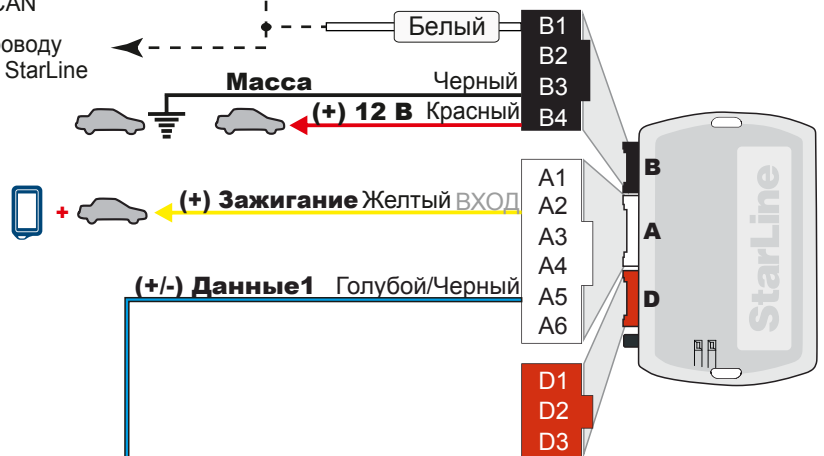 CAN
StarLine
Белый
B1
B2
Масса Черный B3
(+) 12 В Красный B4
A1
(+) Зажигание Желтый ВХОД A2
A3
A4
(+/-) Данные1 Голубой/Черный A5
A6
D1
D2
D3
B
A
D
StarLine